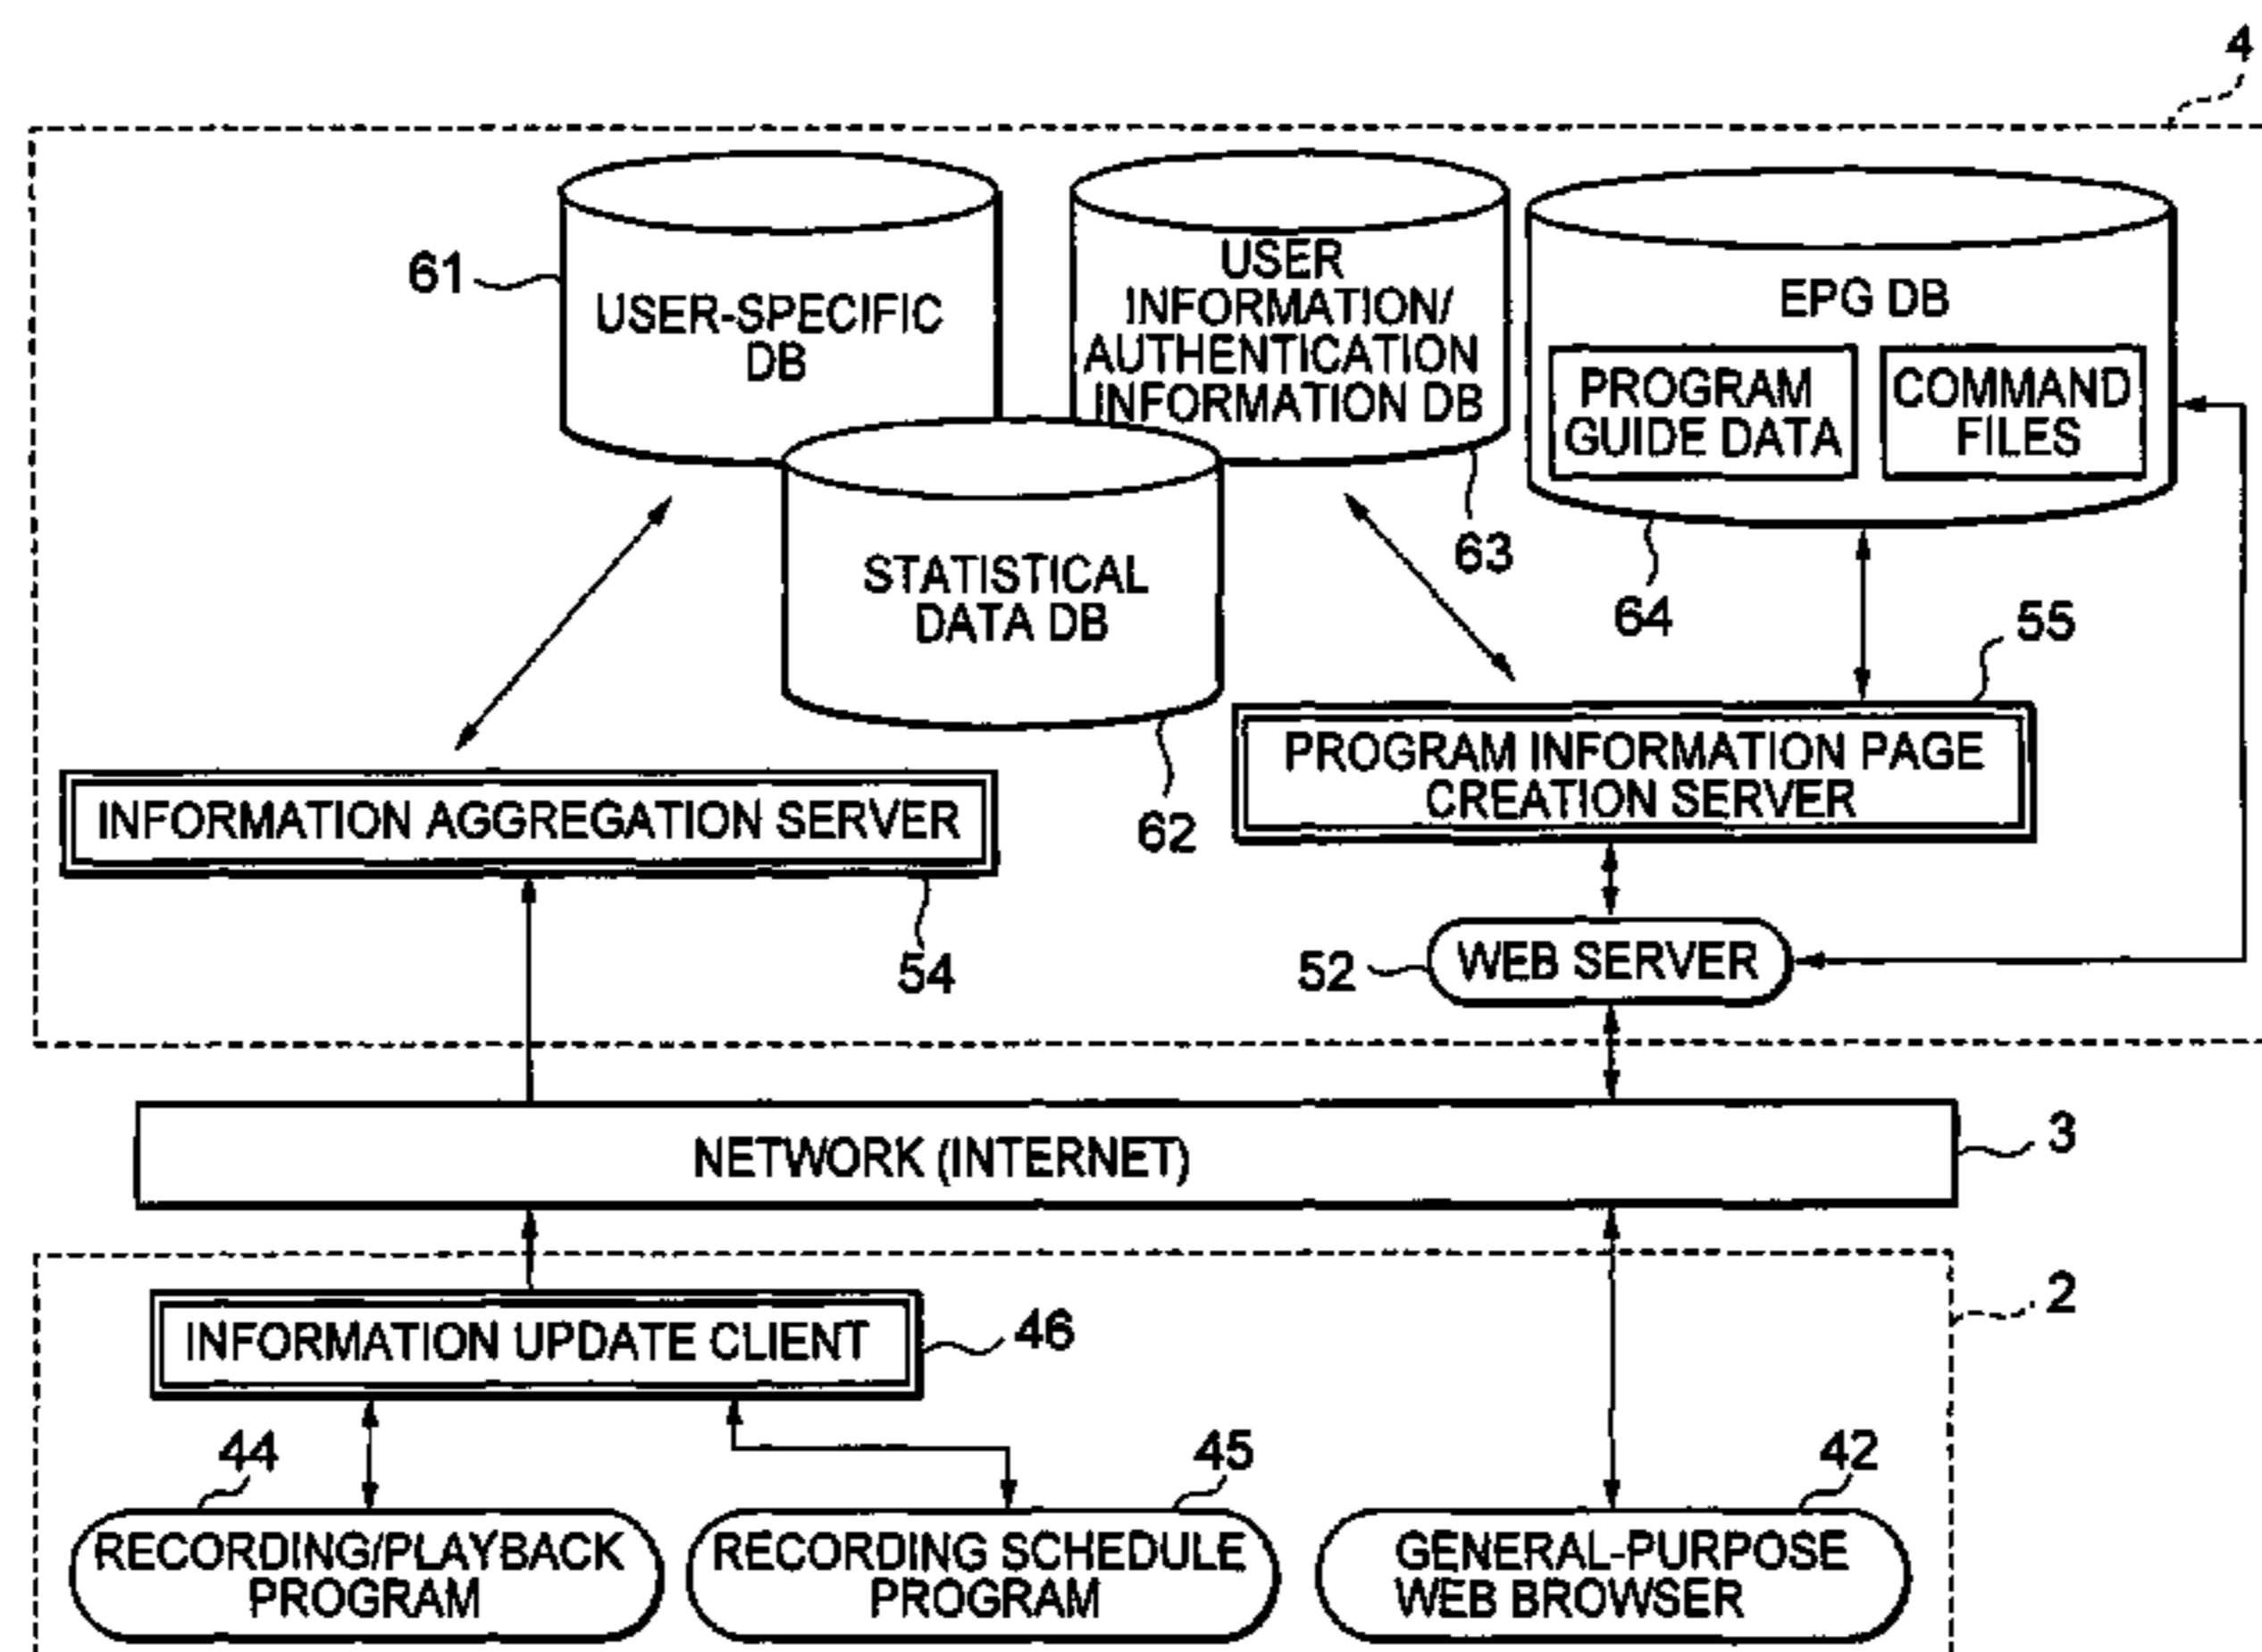 4
61
USER-SPECIFIC
DB
USER
INFORMATION/
AUTHENTICATION
INFORMATION DB
EPG DB
PROGRAM
GUIDE DATA
COMMAND
FILES
63
64
STATISTICAL
DATA DB
55
PROGRAM INFORMATION PAGE
CREATION SERVER
62
INFORMATION AGGREGATION SERVER
54
52
WEB SERVER
NETWORK (INTERNET)
3
2
INFORMATION UPDATE CLIENT
46
44
45
42
RECORDING/PLAYBACK
PROGRAM
RECORDING SCHEDULE
PROGRAM
GENERAL-PURPOSE
WEB BROWSER